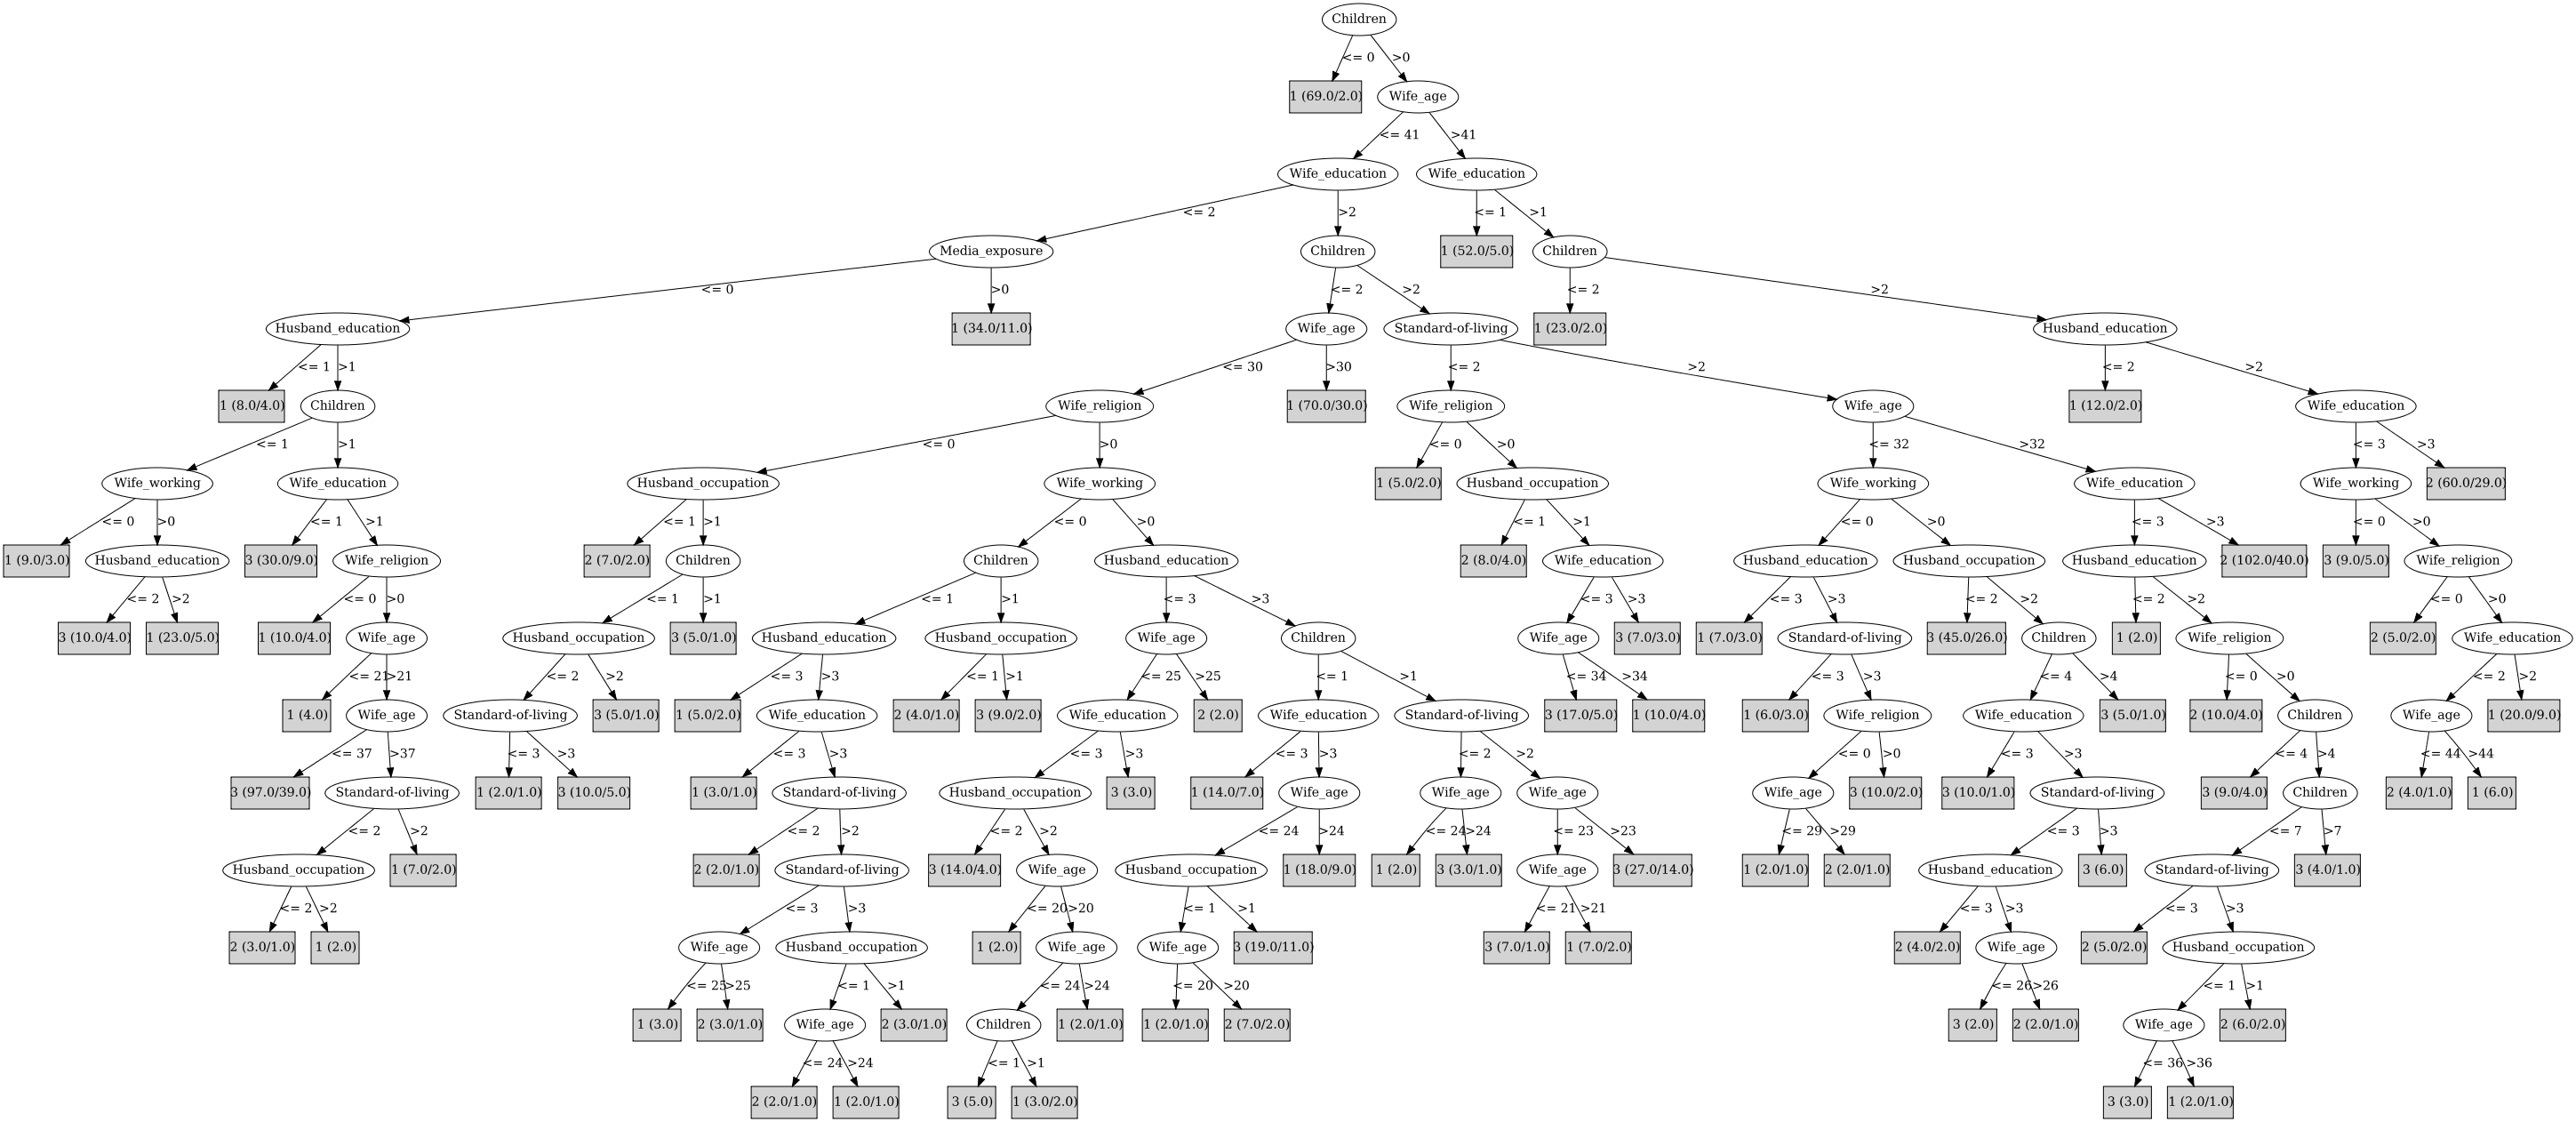 Children
<= 0 >0
1 (69.0/2.0) Wife_age
<= 41 >41
Wife_education Wife_education
<= 2 >2 <= 1 >1
Media_exposure Children 1 (52.0/5.0) Children
<= 0 >0 <= 2 >2 <= 2 >2
Husband_education 1 (34.0/11.0) Wife_age Standard-of-living 1 (23.0/2.0) Husband_education
<= 1 >1 <= 30 >30 <= 2 >2 <= 2 >2
1 (8.0/4.0) Children Wife_religion 1 (70.0/30.0) Wife_religion Wife_age 1 (12.0/2.0) Wife_education
<= 1 >1 <= 0 >0 <= 0 >0 <= 32 >32 <= 3 >3
Wife_working Wife_education Husband_occupation Wife_working 1 (5.0/2.0) Husband_occupation Wife_working Wife_education Wife_working 2 (60.0/29.0)
<= 0 >0 <= 1 >1 <= 1 >1 <= 0 >0 <= 1 >1 <= 0 >0 <= 3 >3 <= 0 >0
1 (9.0/3.0) Husband_education 3 (30.0/9.0) Wife_religion 2 (7.0/2.0) Children Children Husband_education 2 (8.0/4.0) Wife_education Husband_education Husband_occupation Husband_education 2 (102.0/40.0) 3 (9.0/5.0) Wife_religion
<= 2 >2 <= 0 >0 <= 1 >1 <= 1 >1 <= 3 >3 <= 3 >3 <= 3 >3 <= 2 >2 <= 2 >2 <= 0 >0
3 (10.0/4.0) 1 (23.0/5.0) 1 (10.0/4.0) Wife_age Husband_occupation 3 (5.0/1.0) Husband_education Husband_occupation Wife_age Children Wife_age 3 (7.0/3.0) 1 (7.0/3.0) Standard-of-living 3 (45.0/26.0) Children 1 (2.0) Wife_religion 2 (5.0/2.0) Wife_education
<= 21 >21 <= 2 >2 <= 3 >3 <= 1 >1 <= 25 >25 <= 1 >1 <= 34 >34 <= 3 >3 <= 4 >4 <= 0 >0 <= 2 >2
1 (4.0) Wife_age Standard-of-living 3 (5.0/1.0) 1 (5.0/2.0) Wife_education 2 (4.0/1.0) 3 (9.0/2.0) Wife_education 2 (2.0) Wife_education Standard-of-living 3 (17.0/5.0) 1 (10.0/4.0) 1 (6.0/3.0) Wife_religion Wife_education 3 (5.0/1.0) 2 (10.0/4.0) Children Wife_age 1 (20.0/9.0)
<= 37 >37 <= 3 >3 <= 3 >3 <= 3 >3 <= 3 >3 <= 2 >2 <= 0 >0 <= 3 >3 <= 4 >4 <= 44 >44
3 (97.0/39.0) Standard-of-living 1 (2.0/1.0) 3 (10.0/5.0) 1 (3.0/1.0) Standard-of-living Husband_occupation 3 (3.0) 1 (14.0/7.0) Wife_age Wife_age Wife_age Wife_age 3 (10.0/2.0) 3 (10.0/1.0) Standard-of-living 3 (9.0/4.0) Children 2 (4.0/1.0) 1 (6.0)
<= 2 >2 <= 2 >2 <= 2 >2 <= 24 >24 <= 24 >24 <= 23 >23 <= 29 >29 <= 3 >3 <= 7 >7
Husband_occupation 1 (7.0/2.0) 2 (2.0/1.0) Standard-of-living 3 (14.0/4.0) Wife_age Husband_occupation 1 (18.0/9.0) 1 (2.0) 3 (3.0/1.0) Wife_age 3 (27.0/14.0) 1 (2.0/1.0) 2 (2.0/1.0) Husband_education 3 (6.0) Standard-of-living 3 (4.0/1.0)
<= 2 >2 <= 3 >3 <= 20 >20 <= 1 >1 <= 21 >21 <= 3 >3 <= 3 >3
2 (3.0/1.0) 1 (2.0) Wife_age Husband_occupation 1 (2.0) Wife_age Wife_age 3 (19.0/11.0) 3 (7.0/1.0) 1 (7.0/2.0) 2 (4.0/2.0) Wife_age 2 (5.0/2.0) Husband_occupation
<= 25 >25 <= 1 >1 <= 24 >24 <= 20 >20 <= 26 >26 <= 1 >1
1 (3.0) 2 (3.0/1.0) Wife_age 2 (3.0/1.0) Children 1 (2.0/1.0) 1 (2.0/1.0) 2 (7.0/2.0) 3 (2.0) 2 (2.0/1.0) Wife_age 2 (6.0/2.0)
<= 24 >24 <= 1 >1 <= 36 >36
2 (2.0/1.0) 1 (2.0/1.0) 3 (5.0) 1 (3.0/2.0) 3 (3.0) 1 (2.0/1.0)